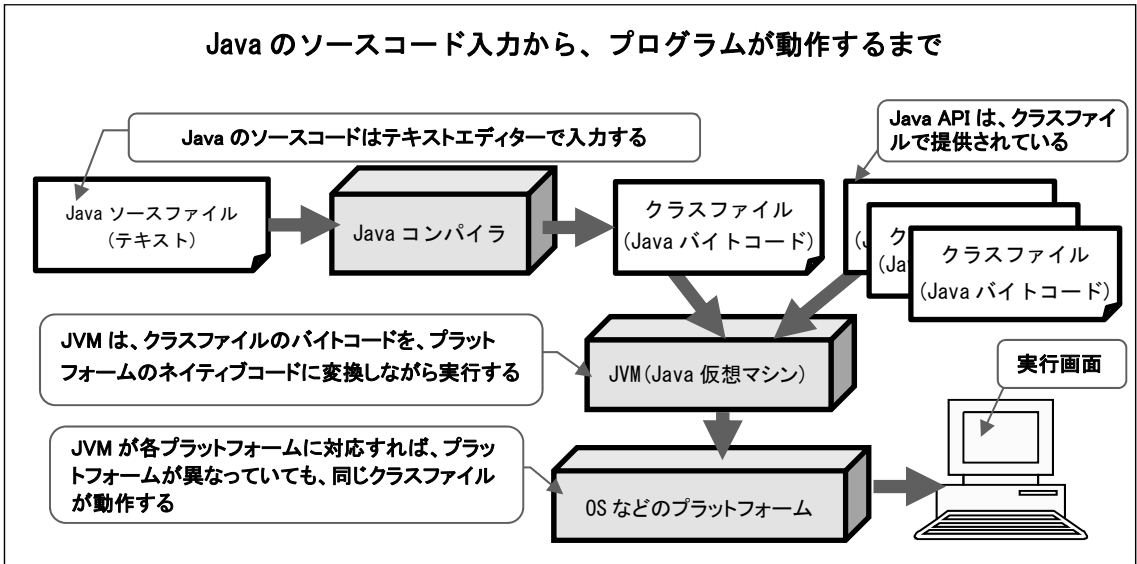 Java のソースコード入力から、プログラムが動作するまで
Java のソースコードはテキストエディターで入力する
Java API は、クラスファイ
ルで提供されている
Java ソースファイル
(テキスト)
Java コンパイラ
クラスファイル
(Java バイトコード)
ク
(Ja
クラスファイル
(Java バイトコード)
JVM は、クラスファイルのバイトコードを、プラット
フォームのネイティブコードに変換しながら実行する
JVM(Java 仮想マシン)
実行画面
JVM が各プラットフォームに対応すれば、プラッ
トフォームが異なっていても、同じクラスファイル
が動作する
OS などのプラットフォーム